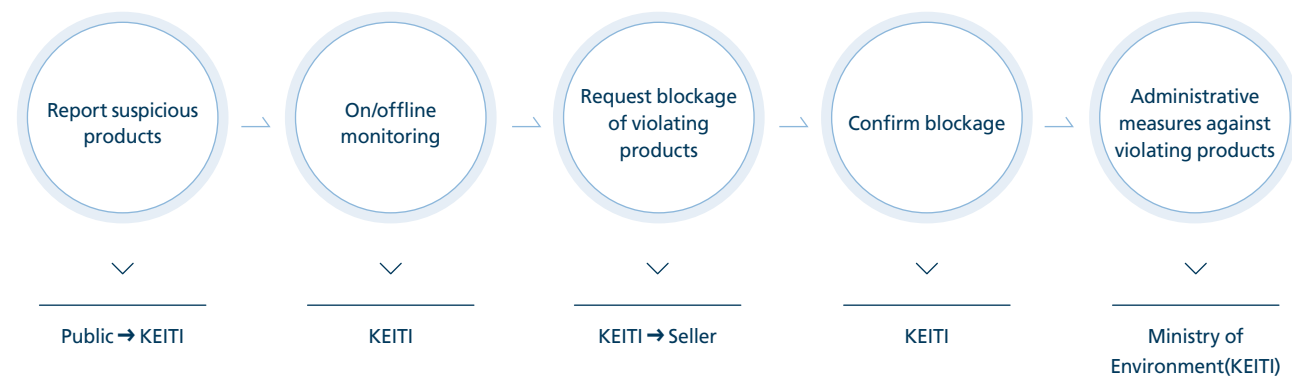 Report suspicious
products
On/offline
monitoring
Request blockage
of violating
products
Confirm blockage
Administrative
measures against
violating products
Public → KEITI
KEITI
KEITI → Seller
KEITI
Ministry of
Environment(KEITI)